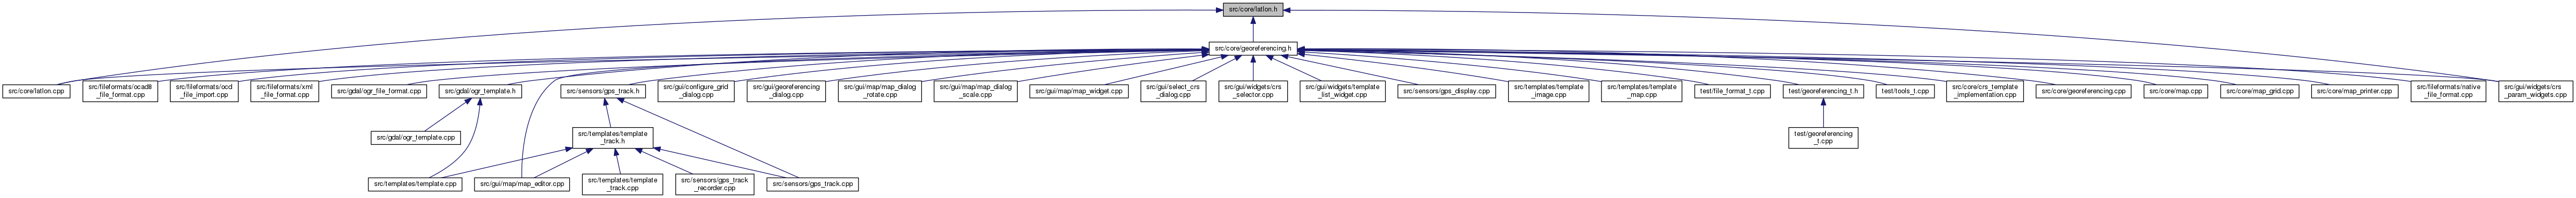 src/core/latlon.h
src/core/georeferencing.h
src/core/latlon.cpp
src/fileformats/ocad8
_file_format.cpp
src/fileformats/ocd
_file_import.cpp
src/fileformats/xml
_file_format.cpp
src/gdal/ogr_file_format.cpp
src/gdal/ogr_template.h
src/sensors/gps_track.h
src/gui/configure_grid
_dialog.cpp
src/gui/georeferencing
_dialog.cpp
src/gui/map/map_dialog
_rotate.cpp
src/gui/map/map_dialog
_scale.cpp
src/gui/map/map_widget.cpp
src/gui/select_crs
_dialog.cpp
src/gui/widgets/crs
_selector.cpp
src/gui/widgets/template
_list_widget.cpp
src/sensors/gps_display.cpp
src/templates/template
_image.cpp
src/templates/template
_map.cpp
test/file_format_t.cpp
test/georeferencing_t.h
test/tools_t.cpp
src/core/crs_template
_implementation.cpp
src/core/georeferencing.cpp
src/core/map.cpp
src/core/map_grid.cpp
src/core/map_printer.cpp
src/fileformats/native
_file_format.cpp
src/gui/widgets/crs
_param_widgets.cpp
src/gdal/ogr_template.cpp
src/templates/template
_track.h
test/georeferencing
_t.cpp
src/templates/template.cpp
src/gui/map/map_editor.cpp
src/templates/template
_track.cpp
src/sensors/gps_track
_recorder.cpp
src/sensors/gps_track.cpp